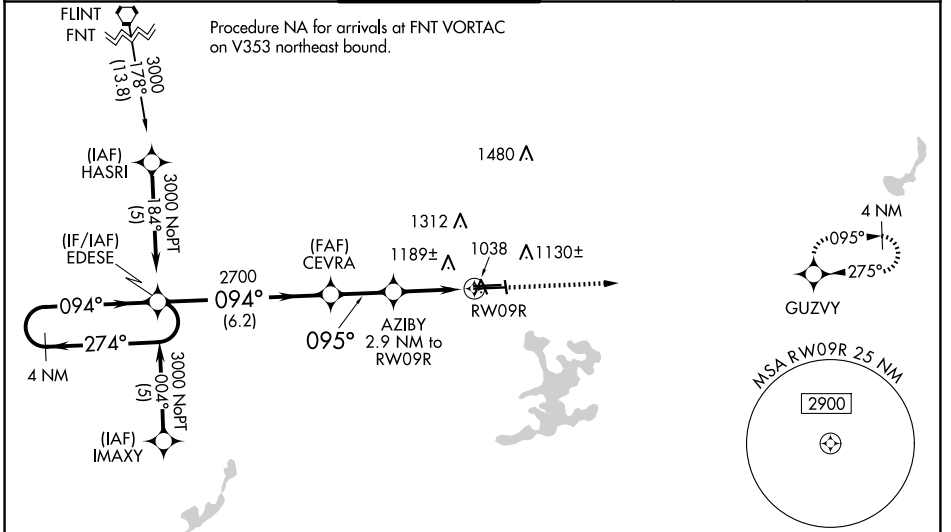 FLINT
FNT
Procedure NA for arrivals at FNT VORTAC
on V353 northeast bound.
3000
178°
(13.8)
(IAF)
HASRI
1480
3000 NoPT
184°
(5)
4 NM
095°
275°
GUZVY
1312
(IF/IAF)
EDESE
(FAF)
CEVRA
1189±
1038
1130±
2700
094°
094°
(6.2)
095°
AZIBY
2.9 NM to
RW09R
RW09R
274°
4 NM
3000 NoPT
004°
(5)
(IAF)
IMAXY
MSA RW09R 25 NM
2900